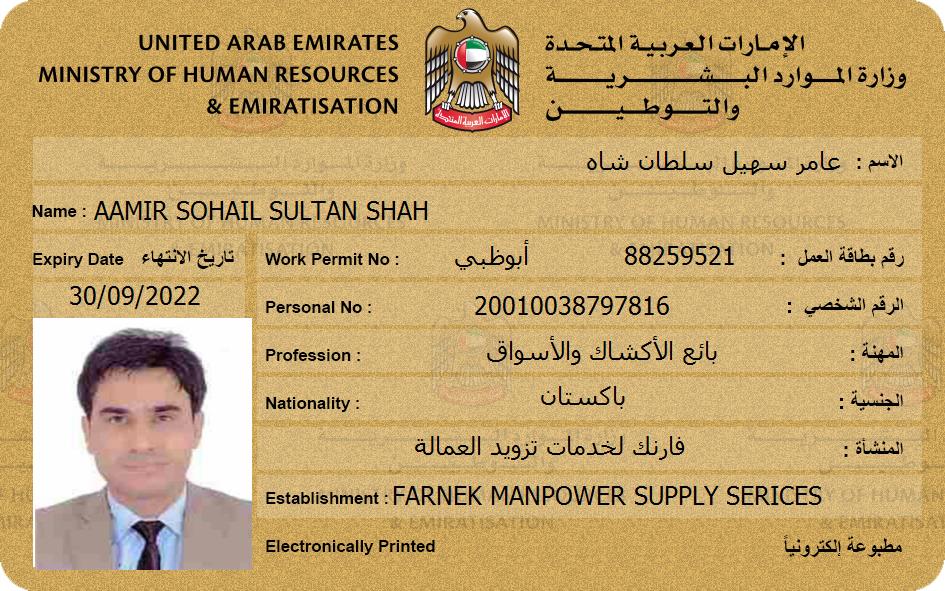 UNITED ARAB EMIRATES
MINISTRY OF HUMAN RESOURCES
& EMIRATISATION
الإمارات العربية المتحدة
وزارة الموارد البشرية
والتوطين
الإمارات العربية المتحدة
الاسم : عامر سهيل سلطان شاه
Name : AAMIR SOHAIL SULTAN SHAH
Expiry Date تاريخ الانتهاء
30/09/2022
Work Permit No : أبوظبي 88259521 رقم بطاقة العمل :
Personal No : 20010038797816 الرقم الشخصي :
Profession : بائع الأكشاك والأسواق المهنة :
Nationality : باكستان الجنسية :
فارنك لخدمات تزويد العمالة المنشأة :
Establishment : FARNEK MANPOWER SUPPLY SERICES
Electronically Printed مطبوعة إلكترونياً